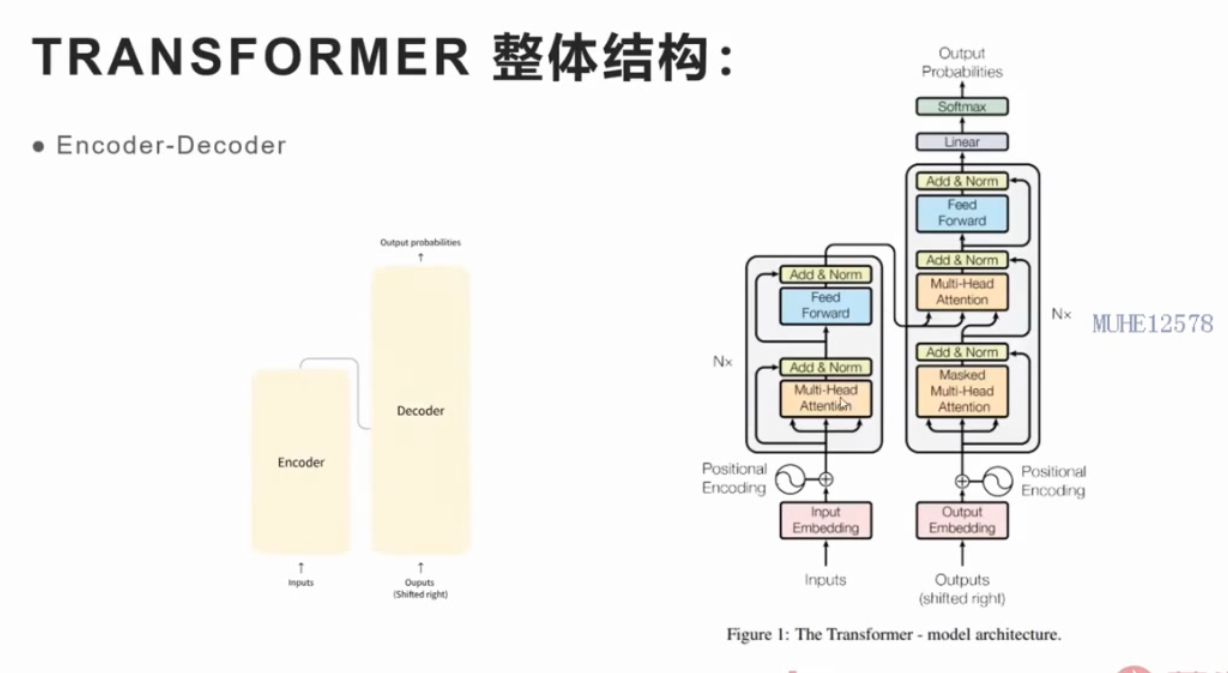 TRANSFORMER 整体结构：
● Encoder-Decoder
Output probabilities
Decoder
Encoder
Inputs
Ouputs
(Shifted right)
Output
Probabilities
Softmax
Linear
Add & Norm
Feed
Forward
Add & Norm
Multi-Head
Attention
Add & Norm
Masked
Multi-Head
Attention
Nx
Add & Norm
Feed
Forward
Add & Norm
Multi-Head
Attention
Nx
Positional
Encoding
Positional
Encoding
Input
Embedding
Output
Embedding
Inputs
Outputs
(shifted right)
MUHE12578
Figure 1: The Transformer - model architecture.